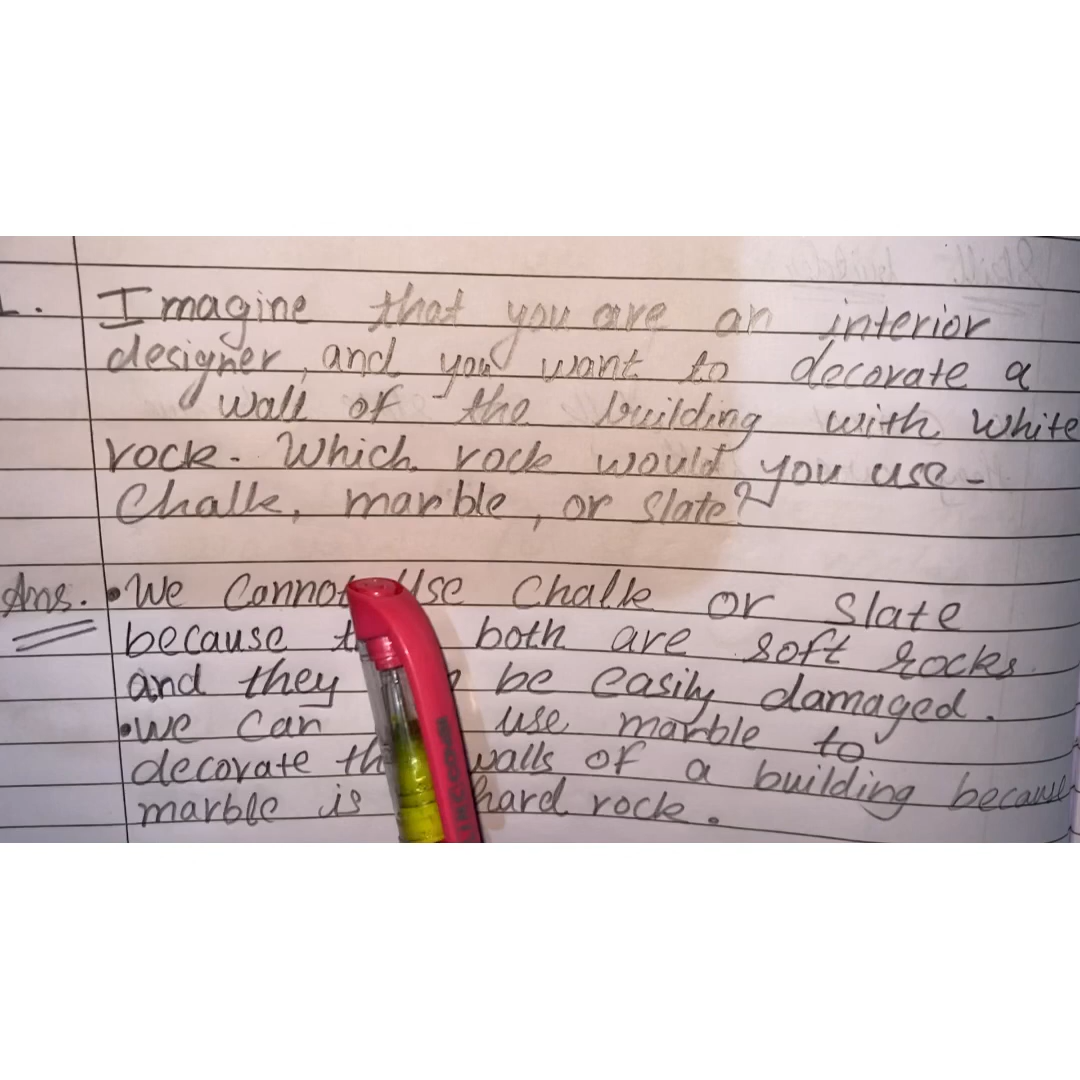 1. Imagine that you are an interior
designer, and you want to decorate a
wall of the building with white
rock. Which rock would you use-
Chalk, marble, or slate?
Ans. •We Cannot Use Chalk or Slate
because both are soft rocks
and they be easily damaged.
•We Can use marble to
decorate walls of a building because
marble is hard rock.